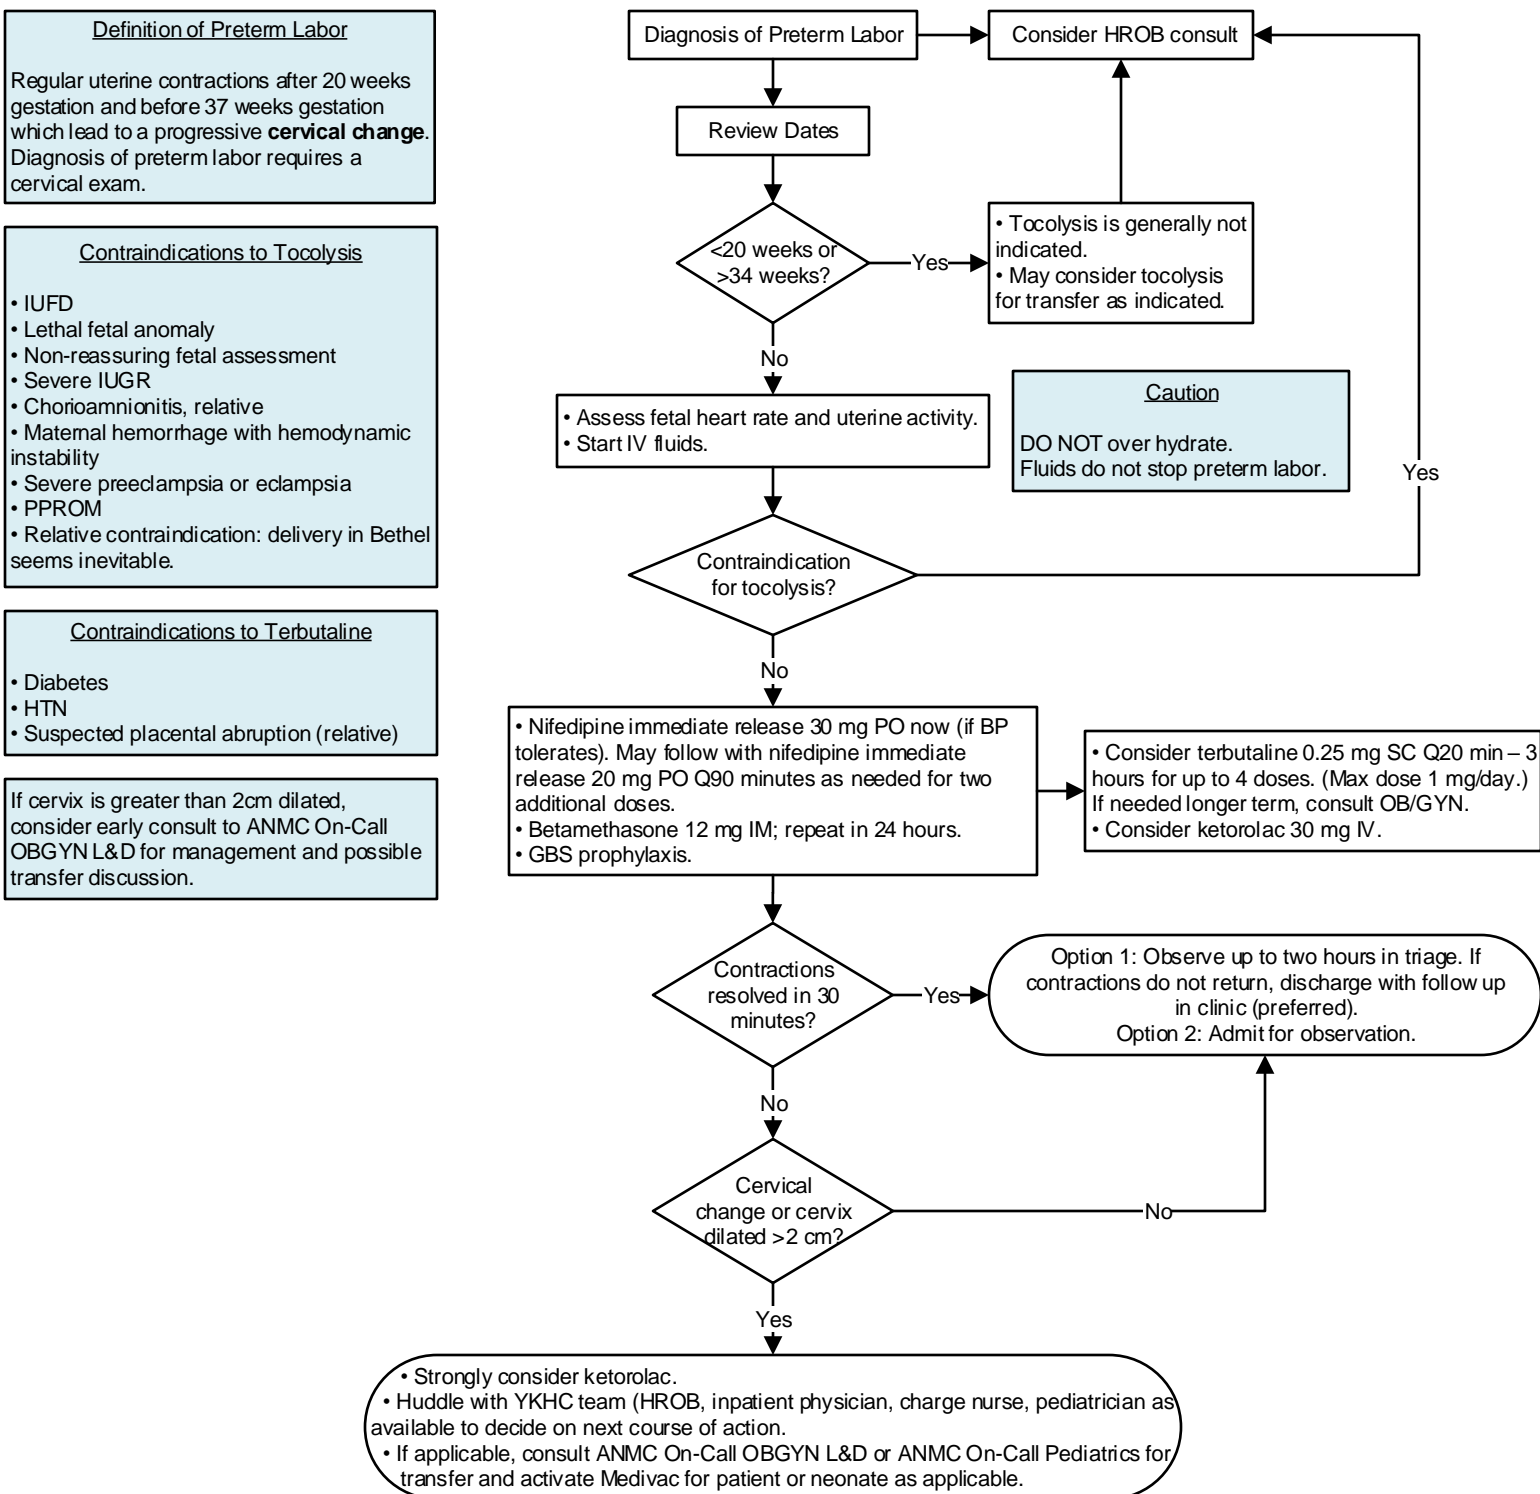 Definition of Preterm Labor
Regular uterine contractions after 20 weeks
gestation and before 37 weeks gestation
which lead to a progressive cervical change.
Diagnosis of preterm labor requires a
cervical exam.
Contraindications to Tocolysis
• IUFD
• Lethal fetal anomaly
• Non-reassuring fetal assessment
• Severe IUGR
• Chorioamnionitis, relative
• Maternal hemorrhage with hemodynamic
instability
• Severe preeclampsia or eclampsia
• PPROM
• Relative contraindication: delivery in Bethel
seems inevitable.
Contraindications to Terbutaline
• Diabetes
• HTN
• Suspected placental abruption (relative)
If cervix is greater than 2cm dilated,
consider early consult to ANMC On-Call
OBGYN L&D for management and possible
transfer discussion.
Diagnosis of Preterm Labor
Consider HROB consult
Review Dates
<20 weeks or
>34 weeks?
Yes
• Tocolysis is generally not
indicated.
• May consider tocolysis
for transfer as indicated.
No
• Assess fetal heart rate and uterine activity.
• Start IV fluids.
Caution
DO NOT over hydrate.
Fluids do not stop preterm labor.
Yes
Contraindication
for tocolysis?
No
• Nifedipine immediate release 30 mg PO now (if BP
tolerates). May follow with nifedipine immediate
release 20 mg PO Q90 minutes as needed for two
additional doses.
• Betamethasone 12 mg IM; repeat in 24 hours.
• GBS prophylaxis.
• Consider terbutaline 0.25 mg SC Q20 min – 3
hours for up to 4 doses. (Max dose 1 mg/day.)
If needed longer term, consult OB/GYN.
• Consider ketorolac 30 mg IV.
Contractions
resolved in 30
minutes?
Yes
Option 1: Observe up to two hours in triage. If
contractions do not return, discharge with follow up
in clinic (preferred).
Option 2: Admit for observation.
No
Cervical
change or cervix
dilated >2 cm?
No
Yes
• Strongly consider ketorolac.
• Huddle with YKHC team (HROB, inpatient physician, charge nurse, pediatrician as
available to decide on next course of action.
• If applicable, consult ANMC On-Call OBGYN L&D or ANMC On-Call Pediatrics for
transfer and activate Medivac for patient or neonate as applicable.